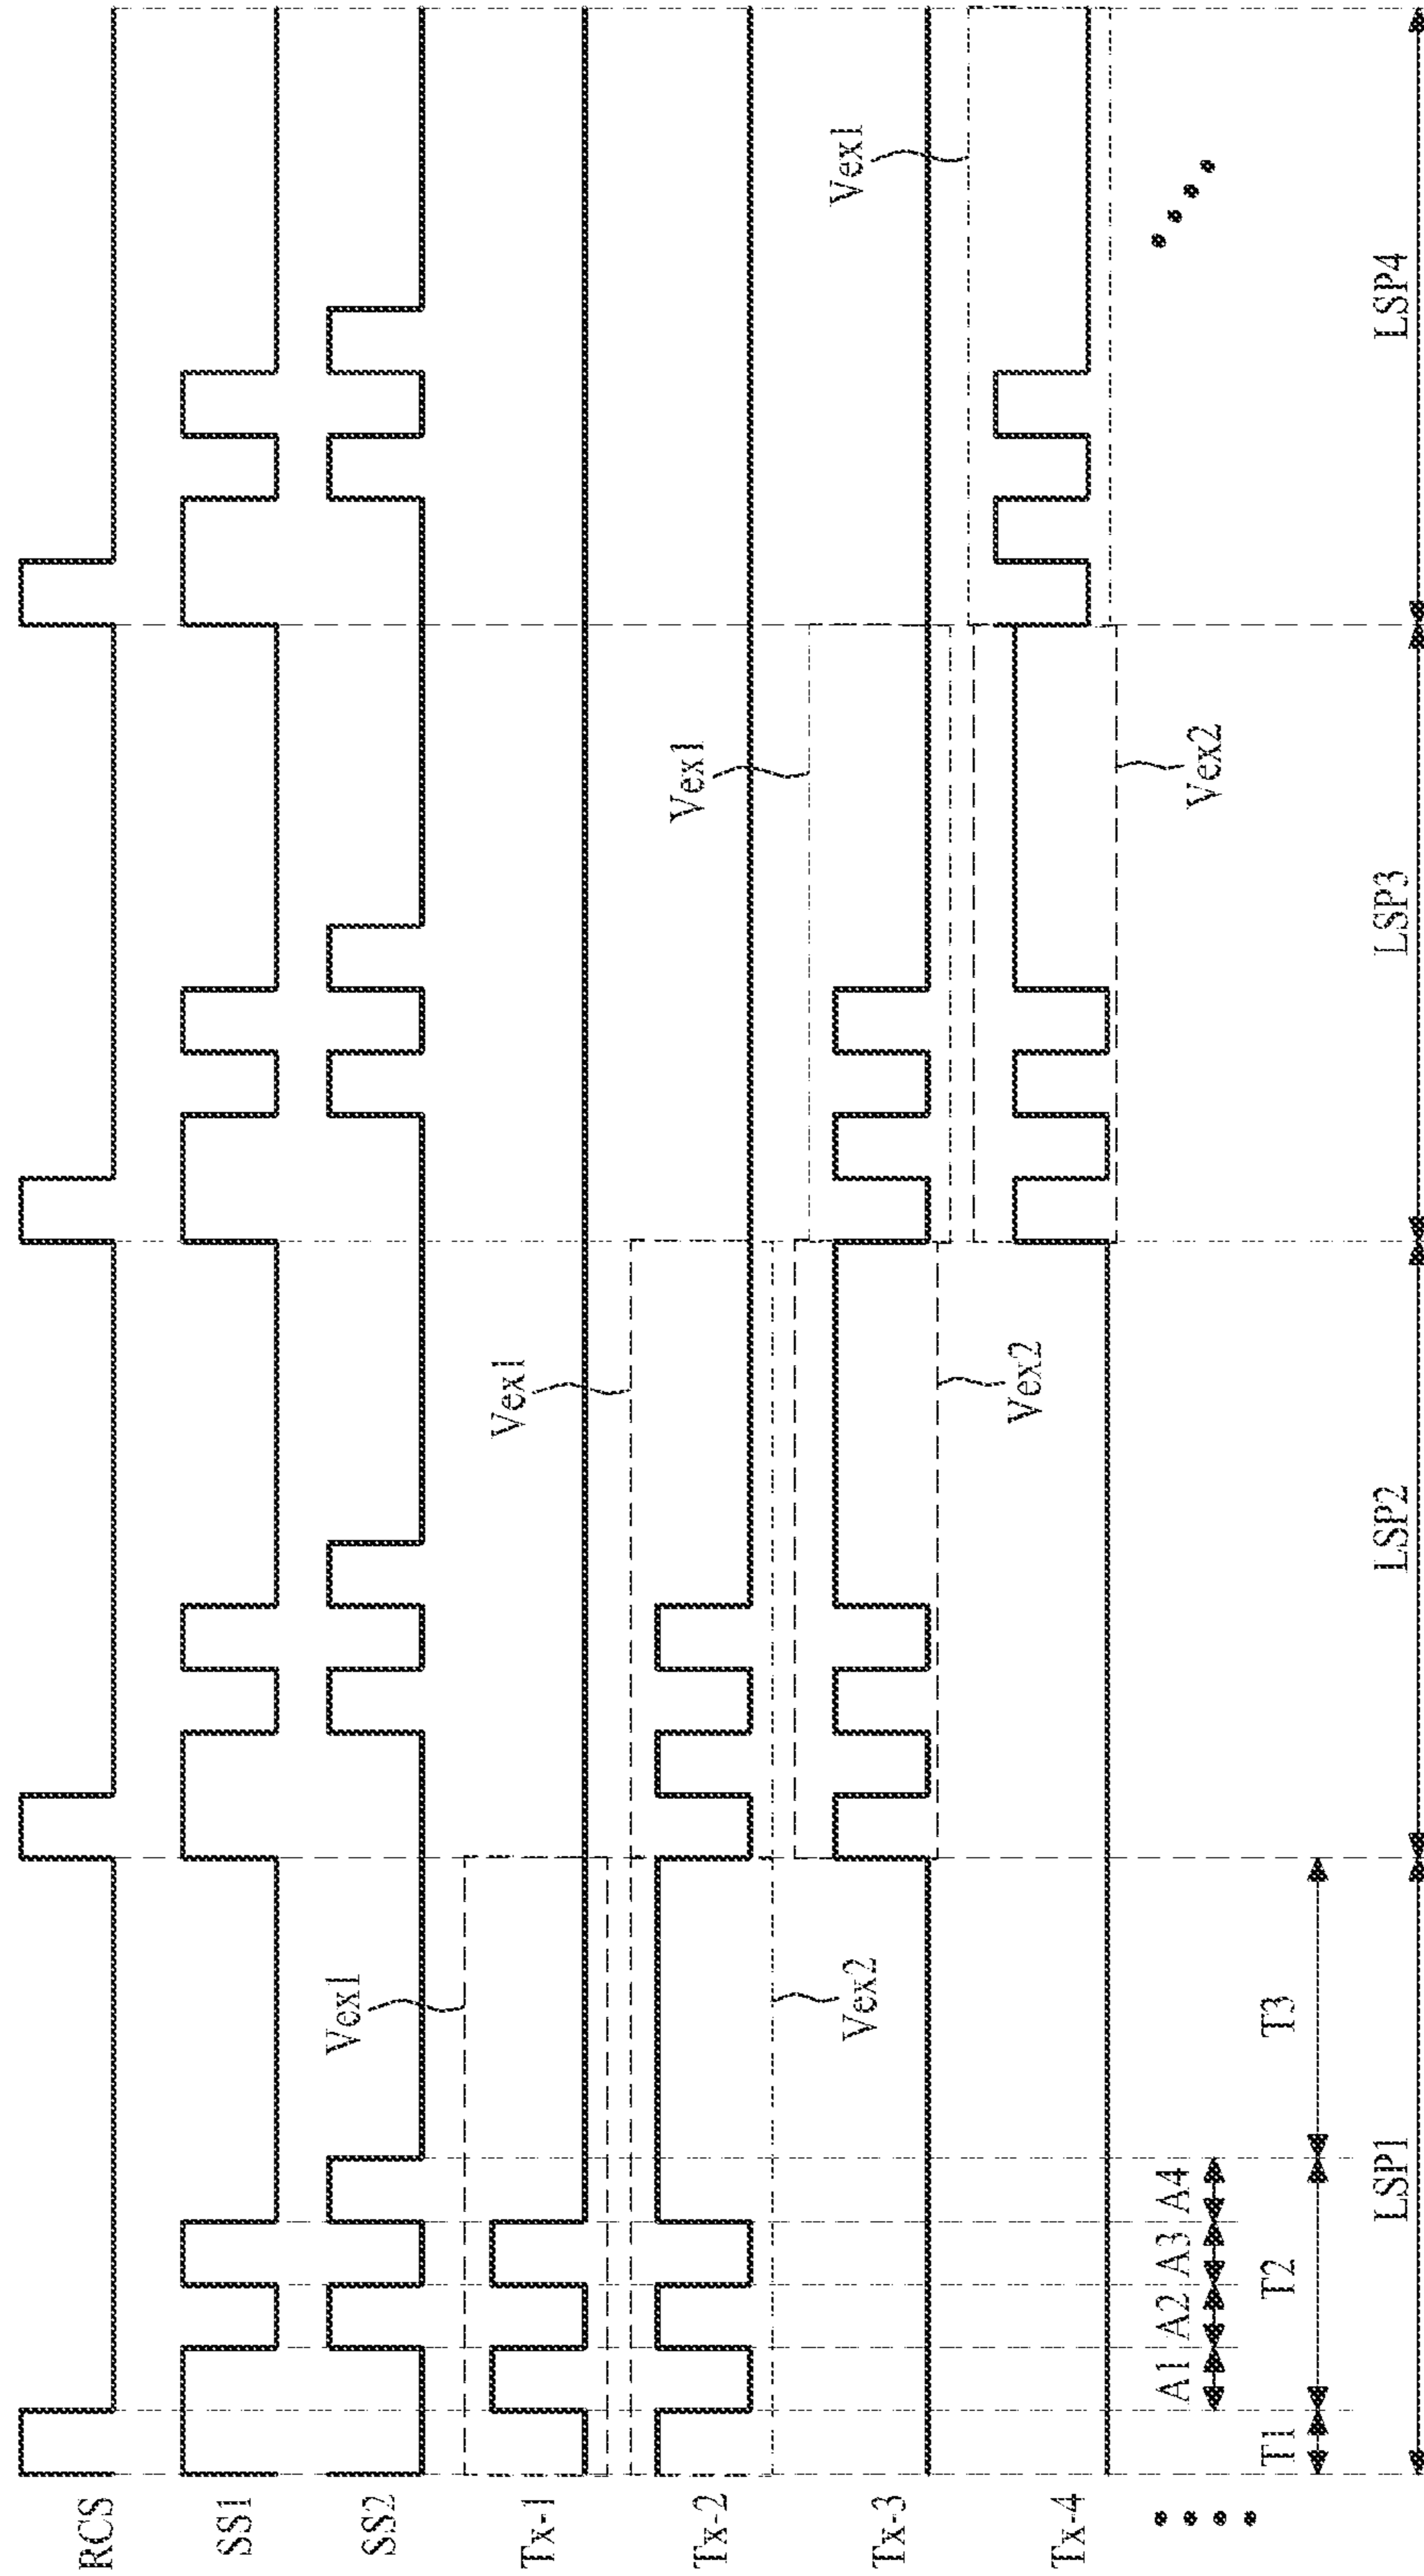 RCS
SS1
SS2
Tx-1
Tx-2
Tx-3
Tx-4
Vex1
Vex2
Vex1
Vex2
Vex1
Vex2
Vex1
A1 A2 A3 A4
T1 T2 T3
LSP1 LSP2 LSP3 LSP4